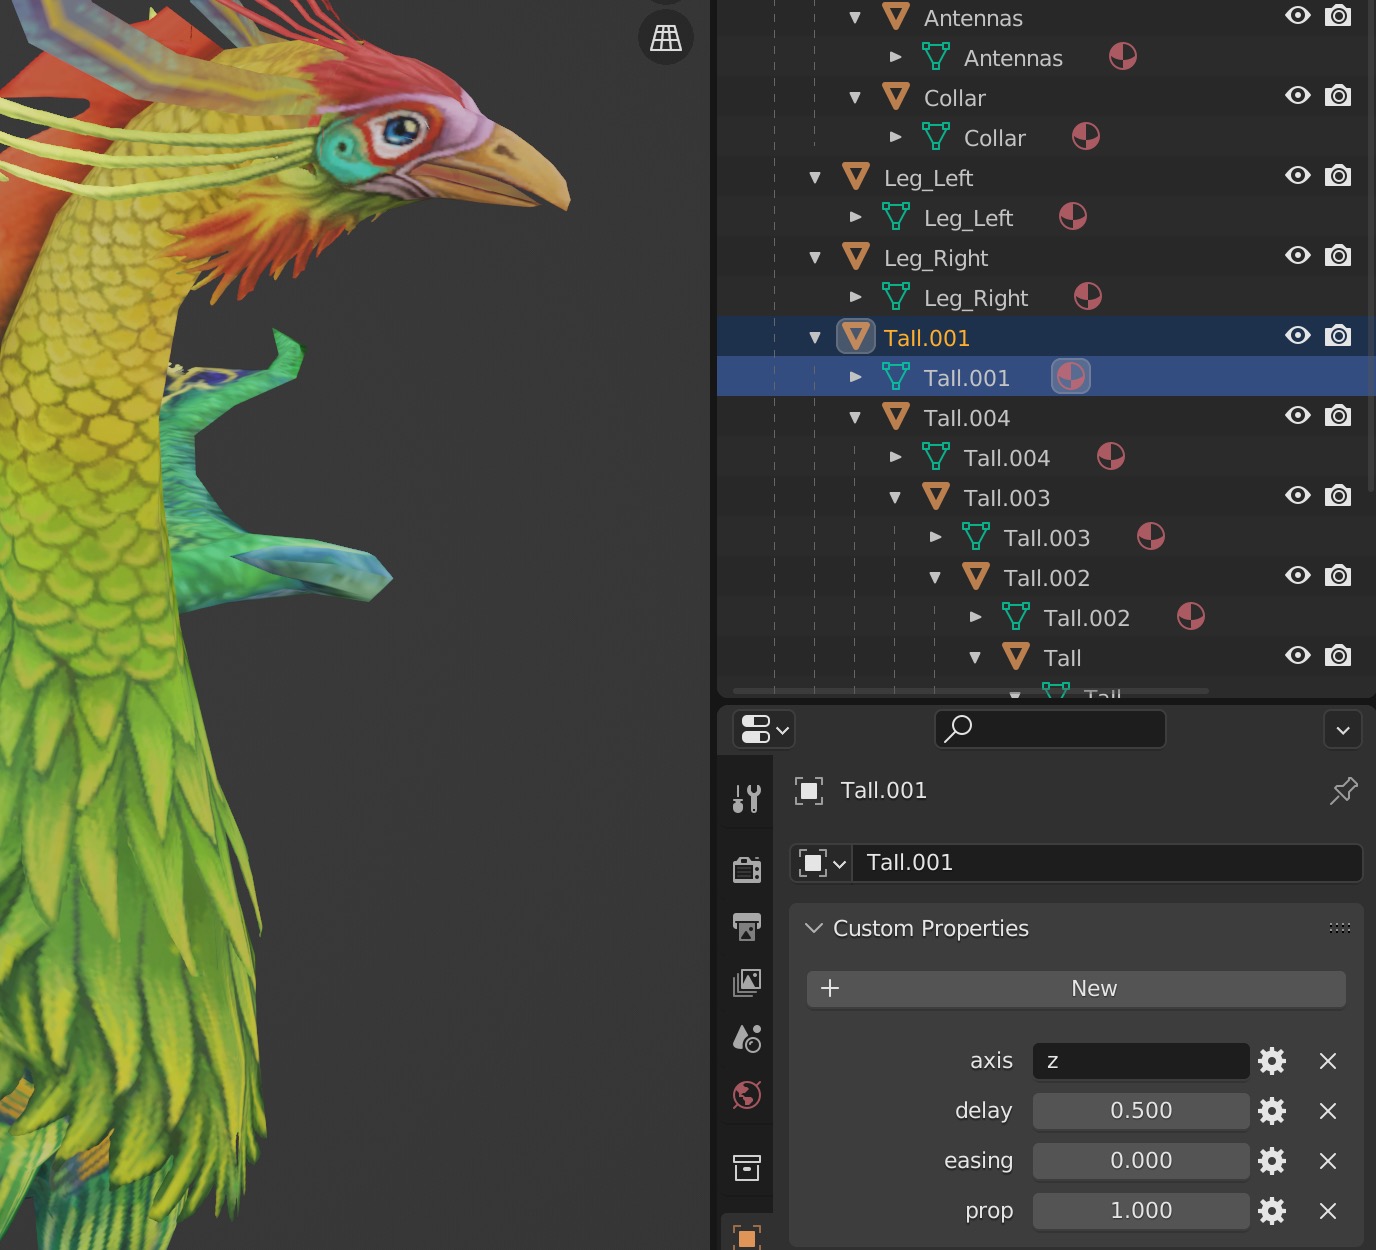 Antennas
Antennas
Collar
Collar
Leg_Left
Leg_Left
Leg_Right
Leg_Right
Tall.001
Tall.001
Tall.004
Tall.004
Tall.003
Tall.003
Tall.002
Tall.002
Tall
Tall
Tall.001
Tall.001
Custom Properties
New
axis z
delay 0.500
easing 0.000
prop 1.000